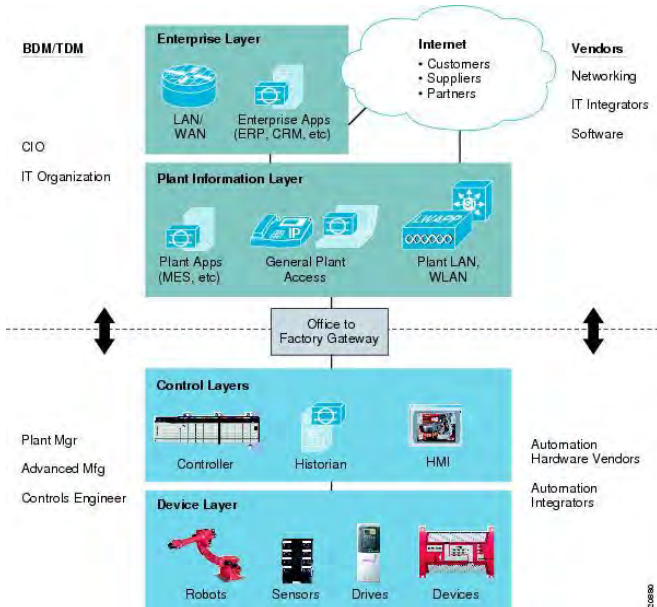 BDM/TDM
Enterprise Layer
Internet
• Customers
• Suppliers
• Partners
Vendors
Networking
IT Integrators
Software
LAN/
WAN
Enterprise Apps
(ERP, CRM, etc)
CIO
IT Organization
Plant Information Layer
Si
IP
LWAPP
Plant Apps
(MES, etc)
General Plant
Access
Plant LAN,
WLAN
Office to
Factory Gateway
Control Layers
Controller
Historian
HMI
Plant Mgr
Advanced Mfg
Controls Engineer
Automation
Hardware Vendors
Automation
Integrators
Device Layer
Robots
Sensors
Drives
Devices